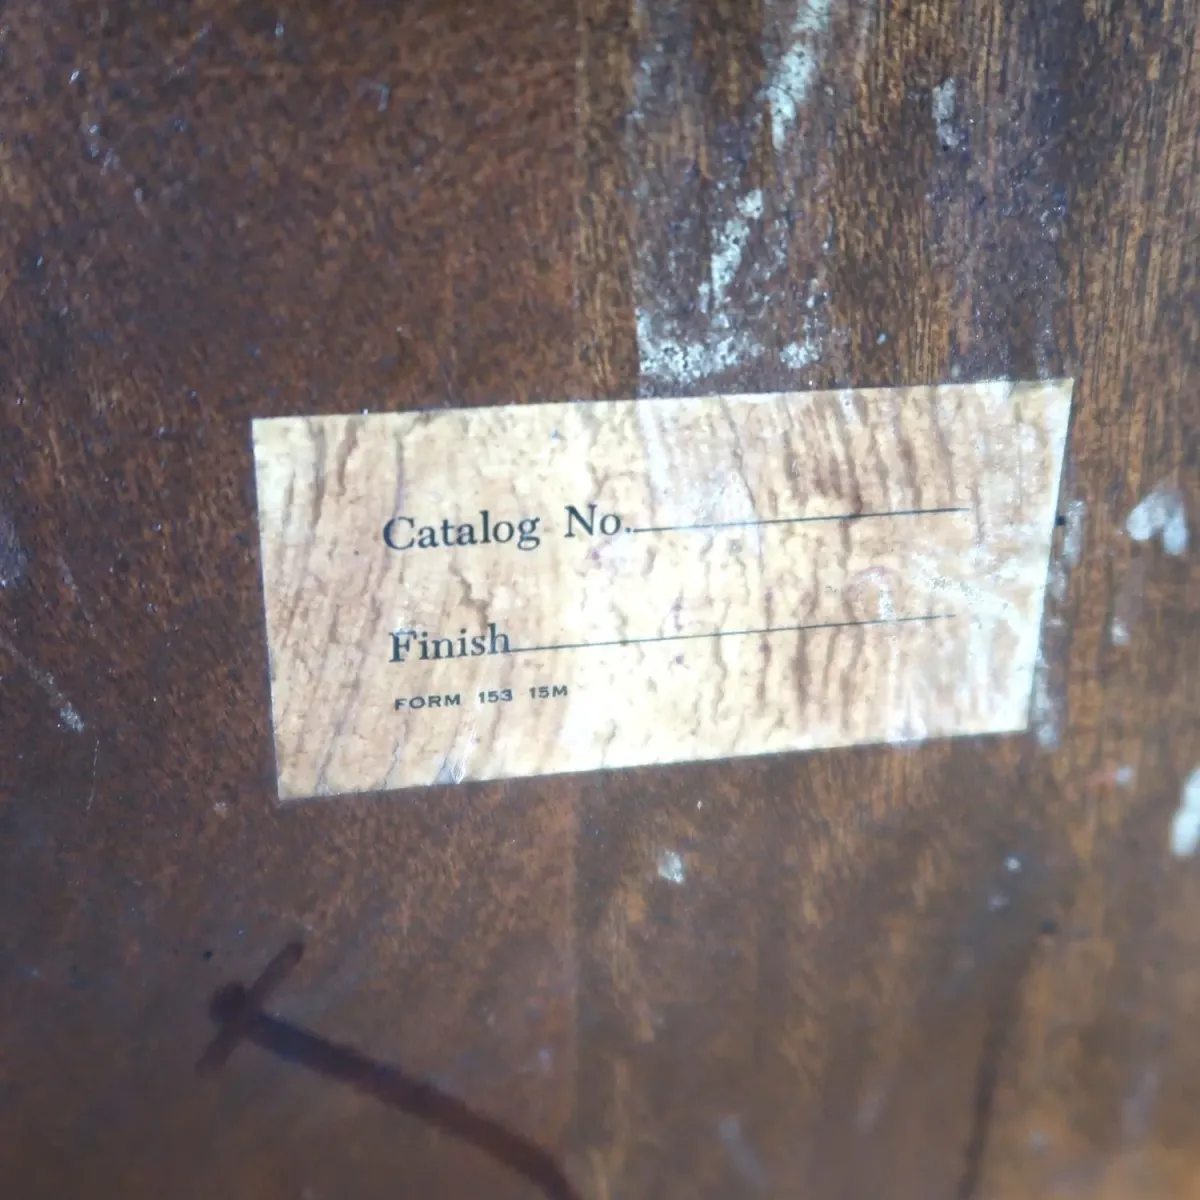 Catalog No.
Finish
FORM 153 15M